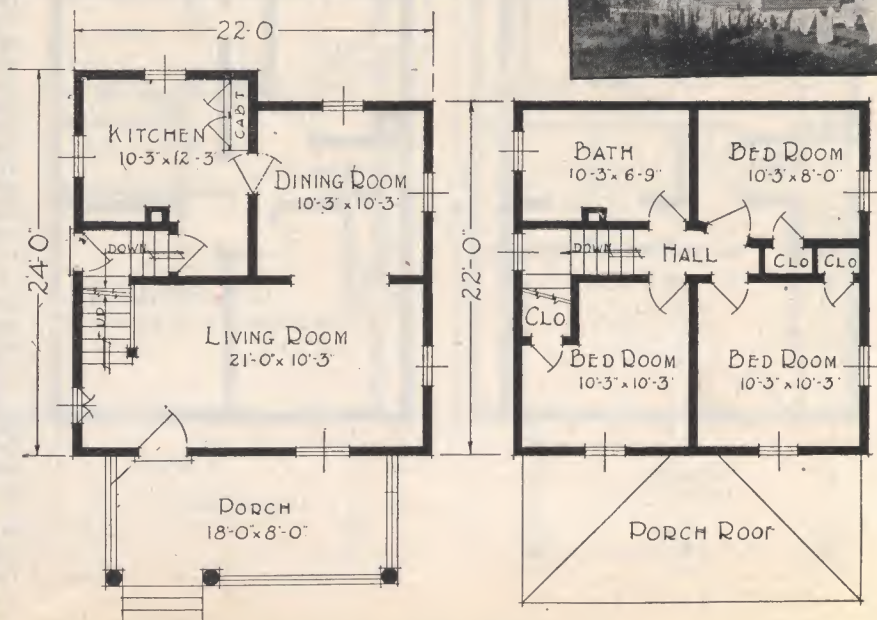 22-0
24'-0"
KITCHEN
10'-3" x 12'-3"
CAB'T
DINING ROOM
10'-3" x 10'-3"
DOWN
UP
LIVING ROOM
21'-0" x 10'-3"
PORCH
18'-0" x 8'-0"
22'-0"
BATH
10'-3" x 6'-9"
BED ROOM
10'-3" x 8'-0"
DOWN
HALL
CLO
CLO
CLO
BED ROOM
10'-3" x 10'-3"
BED ROOM
10'-3" x 10'-3"
PORCH ROOF